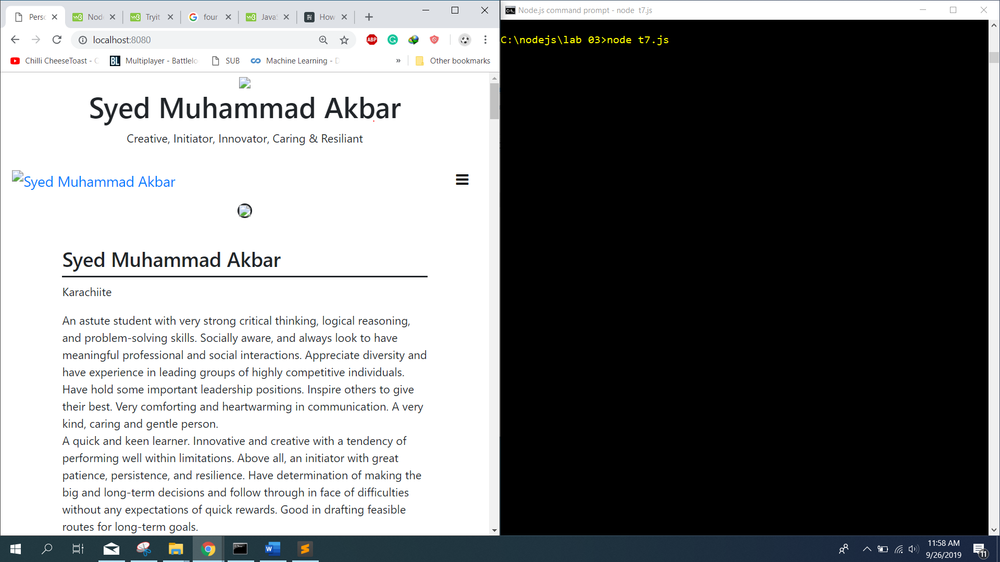 Perso
Node
Tryit
four
JavaS
How
localhost:8080
ABP
Chilli CheeseToast - C
BL
Multiplayer - Battlelo
SUB
Machine Learning - D
»
Other bookmarks
Syed Muhammad Akbar
Creative, Initiator, Innovator, Caring & Resiliant
Syed Muhammad Akbar
Syed Muhammad Akbar
Karachiite
An astute student with very strong critical thinking, logical reasoning,
and problem-solving skills. Socially aware, and always look to have
meaningful professional and social interactions. Appreciate diversity and
have experience in leading groups of highly competitive individuals.
Have hold some important leadership positions. Inspire others to give
their best. Very comforting and heartwarming in communication. A very
kind, caring and gentle person.
A quick and keen learner. Innovative and creative with a tendency of
performing well within limitations. Above all, an initiator with great
patience, persistence, and resilience. Have determination of making the
big and long-term decisions and follow through in face of difficulties
without any expectations of quick rewards. Good in drafting feasible
routes for long-term goals.
Node.js command prompt - node  t7.js
C:\nodejs\lab 03>node t7.js
11:58 AM
9/26/2019
11